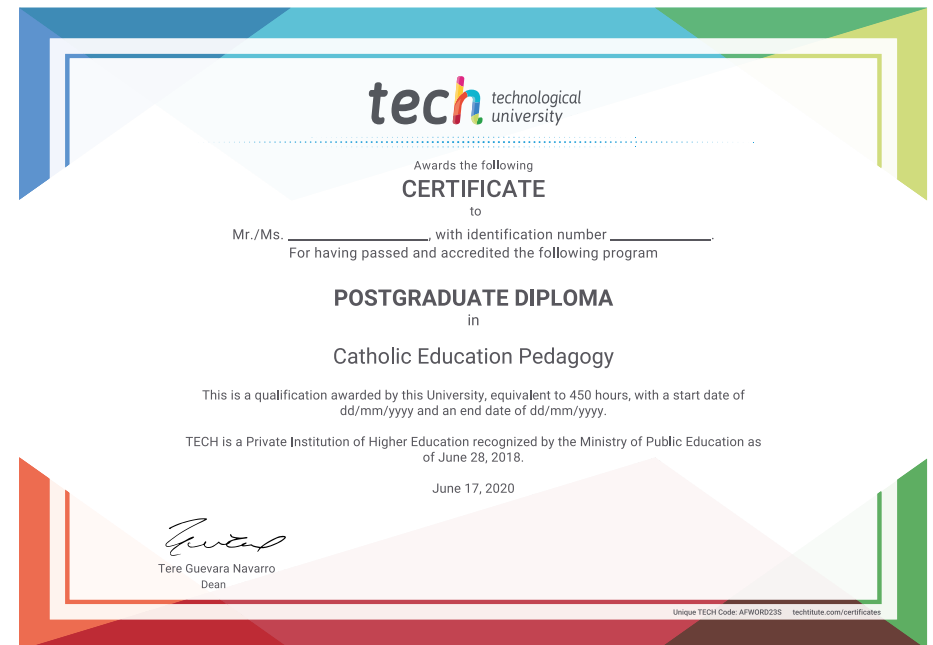 tech technological
university
Awards the following
CERTIFICATE
to
Mr./Ms. ____________________, with identification number ______________.
For having passed and accredited the following program
POSTGRADUATE DIPLOMA
in
Catholic Education Pedagogy
This is a qualification awarded by this University, equivalent to 450 hours, with a start date of
dd/mm/yyyy and an end date of dd/mm/yyyy.
TECH is a Private Institution of Higher Education recognized by the Ministry of Public Education as
of June 28, 2018.
June 17, 2020
Tere Guevara Navarro
Dean
Unique TECH Code: AFWORD23S techtitute.com/certificates